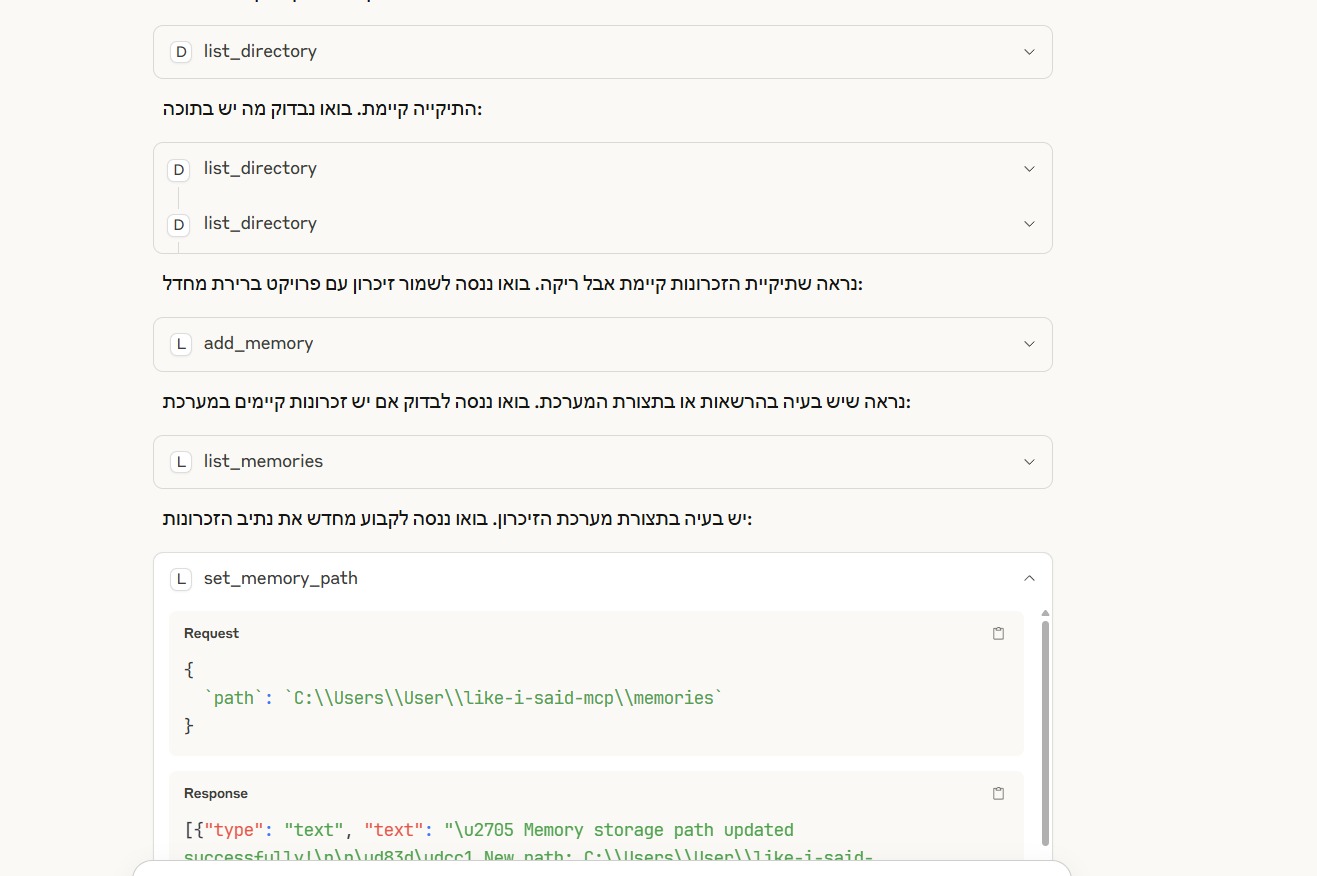 D list_directory
התיקייה קיימת. בואו נבדוק מה יש בתוכה:
D list_directory
D list_directory
נראה שתיקיית הזכרונות קיימת אבל ריקה. בואו ננסה לשמור זיכרון עם פרויקט ברירת מחדל:
L add_memory
נראה שיש בעיה בהרשאות או בתצורת המערכת. בואו ננסה לבדוק אם יש זכרונות קיימים במערכת:
L list_memories
יש בעיה בתצורת מערכת הזיכרון. בואו ננסה לקבוע מחדש את נתיב הזכרונות:
L set_memory_path
Request
{
`path`: `C:\\Users\\User\\like-i-said-mcp\\memories`
}
Response
[{"type": "text", "text": "\u2705 Memory storage path updated
successfully!\n\n\ud83d\udcc1 New path: C:\\Users\\User\\like-i-said-